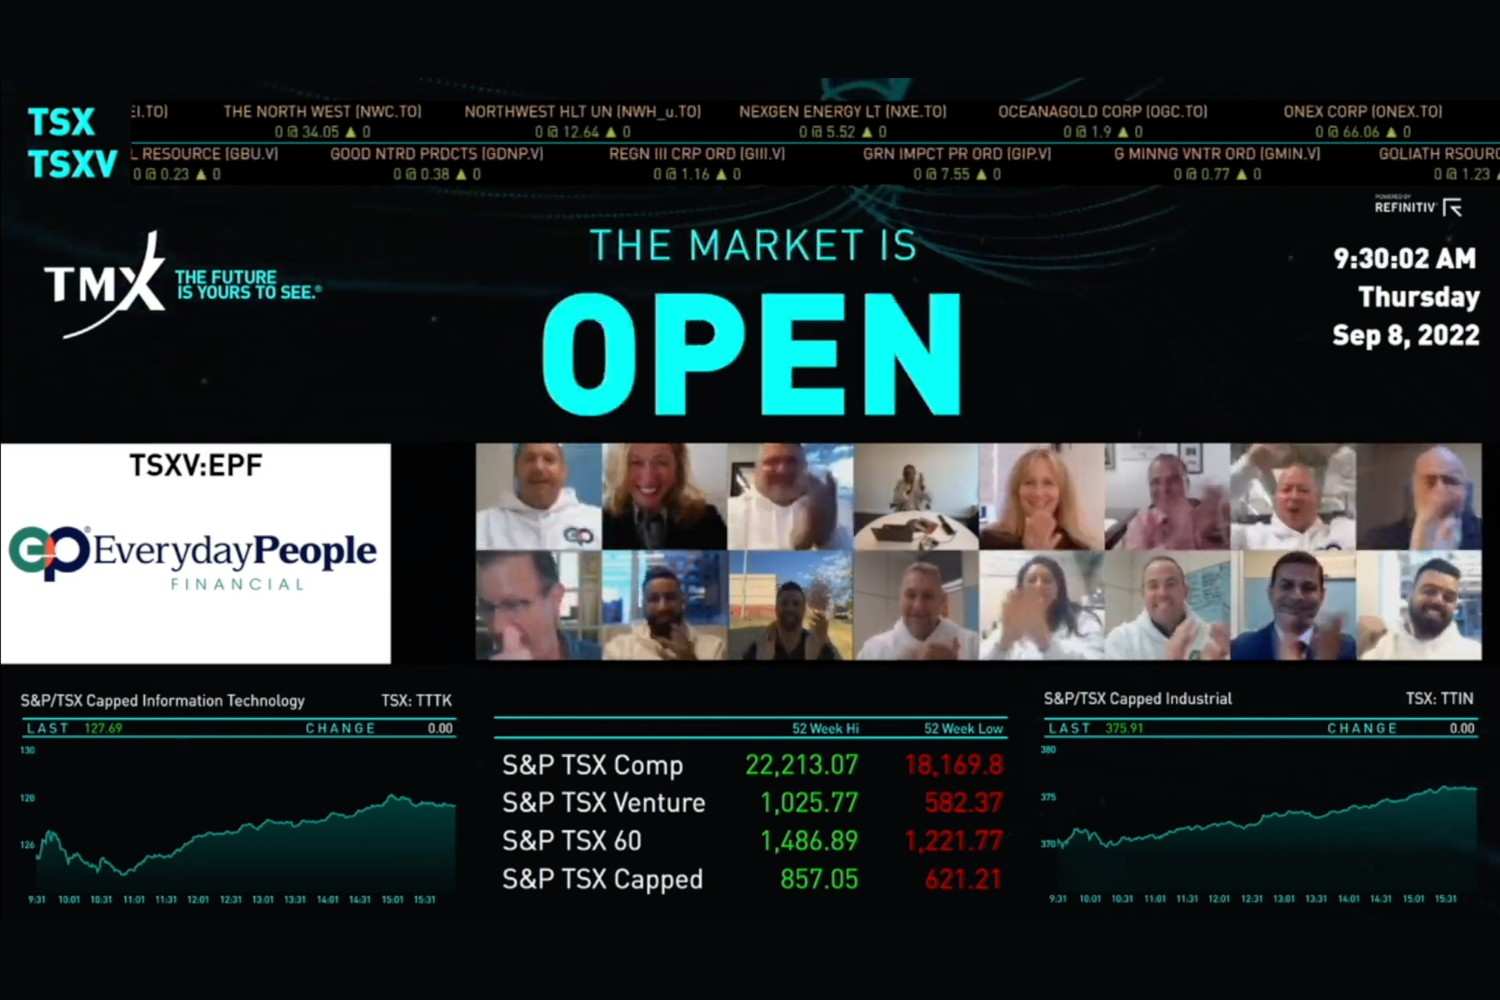 TSX
TSXV
THE NORTH WEST (NWC.TO) NORTHWEST HLT UN (NWH_u.TO) NEXGEN ENERGY LT (NXE.TO) OCEANAGOLD CORP (OGC.TO) ONEX CORP (ONEX.TO)
0 @ 34.05 ▲ 0 0 @ 12.64 ▲ 0 0 @ 5.52 ▲ 0 0 @ 1.9 ▲ 0 0 @ 66.06 ▲ 0
L RESOURCE (GBU.V) GOOD NTRD PRDCTS (GDNP.V) REGN III CRP ORD (GIII.V) GRN IMPCT PR ORD (GIP.V) G MINNG VNTR ORD (GMIN.V) GOLIATH RSOURC
0 @ 0.23 ▲ 0 0 @ 0.38 ▲ 0 0 @ 1.16 ▲ 0 0 @ 7.55 ▲ 0 0 @ 0.77 ▲ 0 0 @ 1.23
POWERED BY
REFINITIV
TMX
THE FUTURE
IS YOURS TO SEE.®
THE MARKET IS
OPEN
9:30:02 AM
Thursday
Sep 8, 2022
TSXV:EPF
ep® EverydayPeople
FINANCIAL
S&P/TSX Capped Information Technology TSX: TTTK
LAST 127.69 CHANGE 0.00
130
128
126
9:31 10:01 10:31 11:01 11:31 12:01 12:31 13:01 13:31 14:01 14:31 15:01 15:31
52 Week Hi 52 Week Low
S&P TSX Comp 22,213.07 18,169.8
S&P TSX Venture 1,025.77 582.37
S&P TSX 60 1,486.89 1,221.77
S&P TSX Capped 857.05 621.21
S&P/TSX Capped Industrial TSX: TTIN
LAST 375.91 CHANGE 0.00
380
375
370
9:31 10:01 10:31 11:01 11:31 12:01 12:31 13:01 13:31 14:01 14:31 15:01 15:31